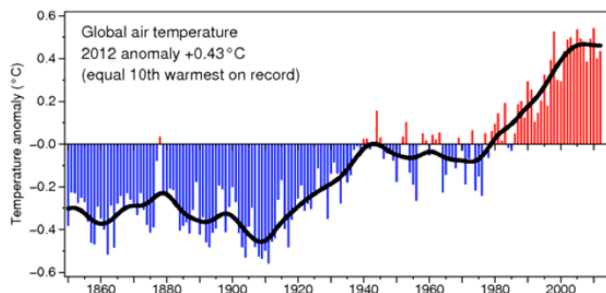 Global air temperature
2012 anomaly +0.43°C
(equal 10th warmest on record)
Temperature anomaly (°C)
0.6
0.4
0.2
-0.0
-0.2
-0.4
-0.6
1860 1880 1900 1920 1940 1960 1980 2000